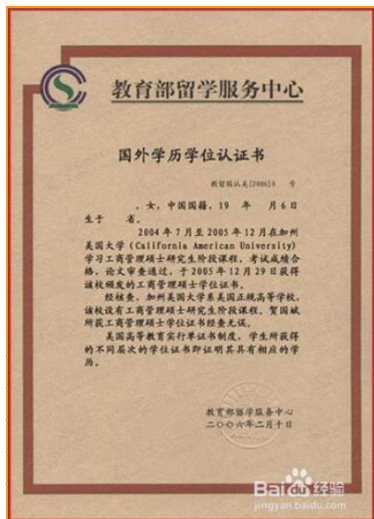 教育部留学服务中心
国外学历学位认证书
教留服认美[2006]0 号
,女,中国国籍,19 年 月6日
生于 省。
2004年7月至2005年12月在加州
美国大学(California American University)
学习工商管理硕士研究生阶段课程,考试成绩合
格,论文审查通过,于2005年12月29日获得
该校颁发的工商管理硕士学位证书。
经核查,加州美国大学系美国正规高等学校,
该校设有工商管理硕士研究生阶段课程。贺国斌
所获工商管理硕士学位证书经查无误。
美国高等教育实行单证书制度,学生所获得
的不同层次的学位证书即证明其具有相应的学
历。
教育部留学服务中心
二〇〇六年二月十日
Baidu经验
jingyan.baidu.com